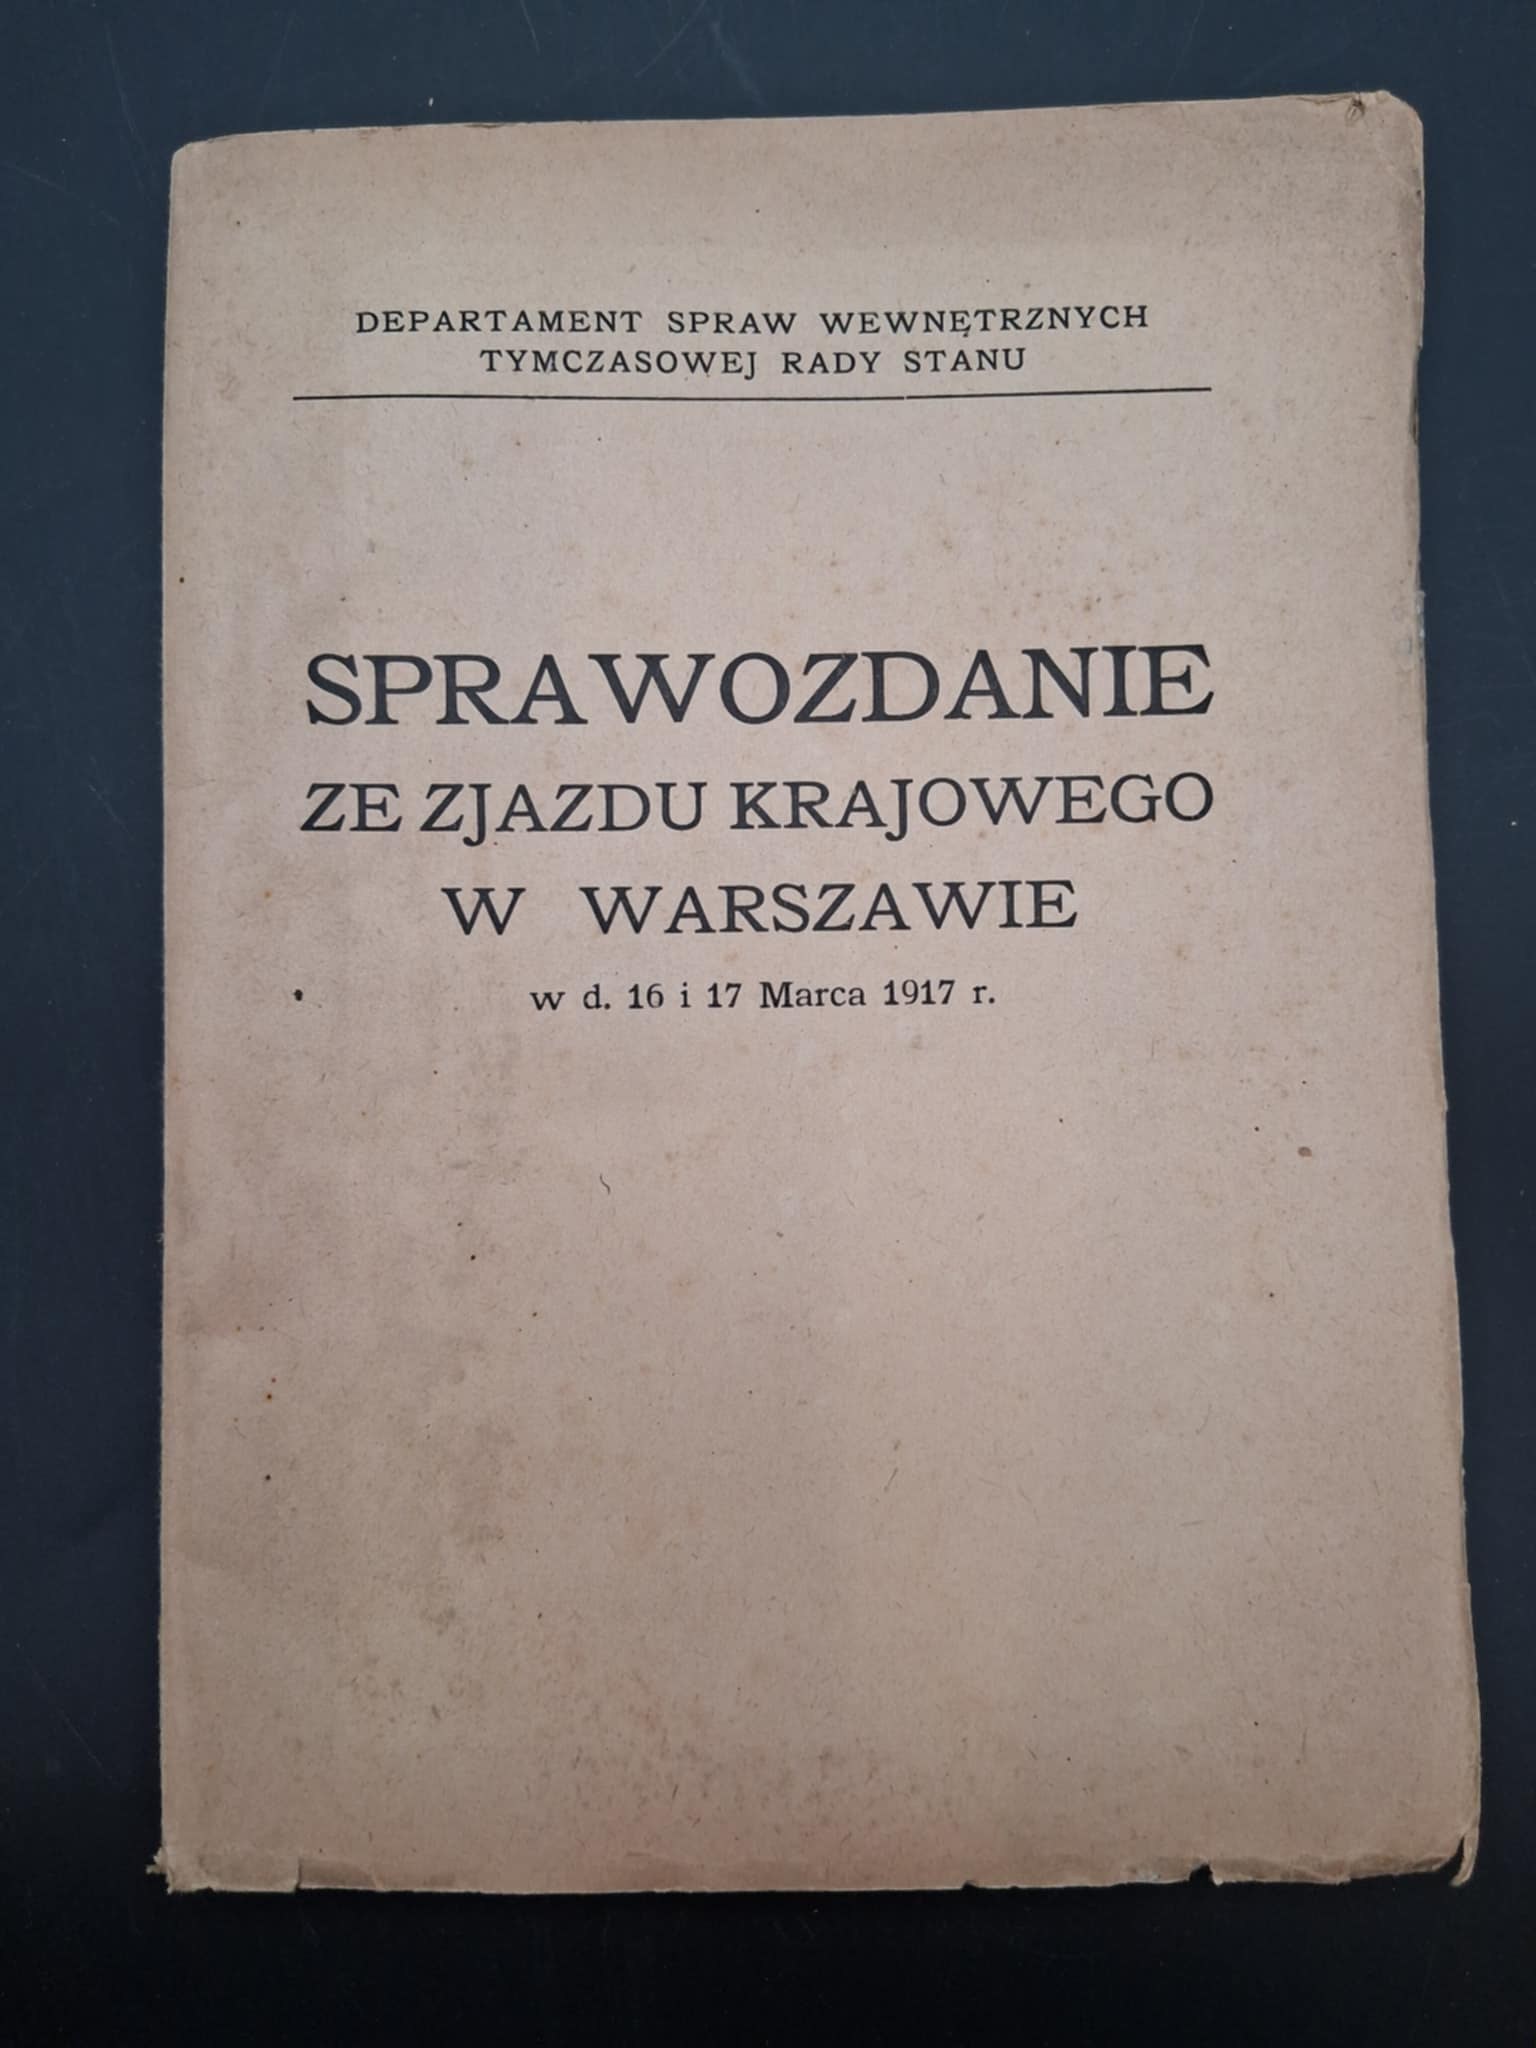 DEPARTAMENT SPRAW WEWNĘTRZNYCH
TYMCZASOWEJ RADY STANU
SPRAWOZDANIE
ZE ZJAZDU KRAJOWEGO
W WARSZAWIE
w d. 16 i 17 Marca 1917 r.